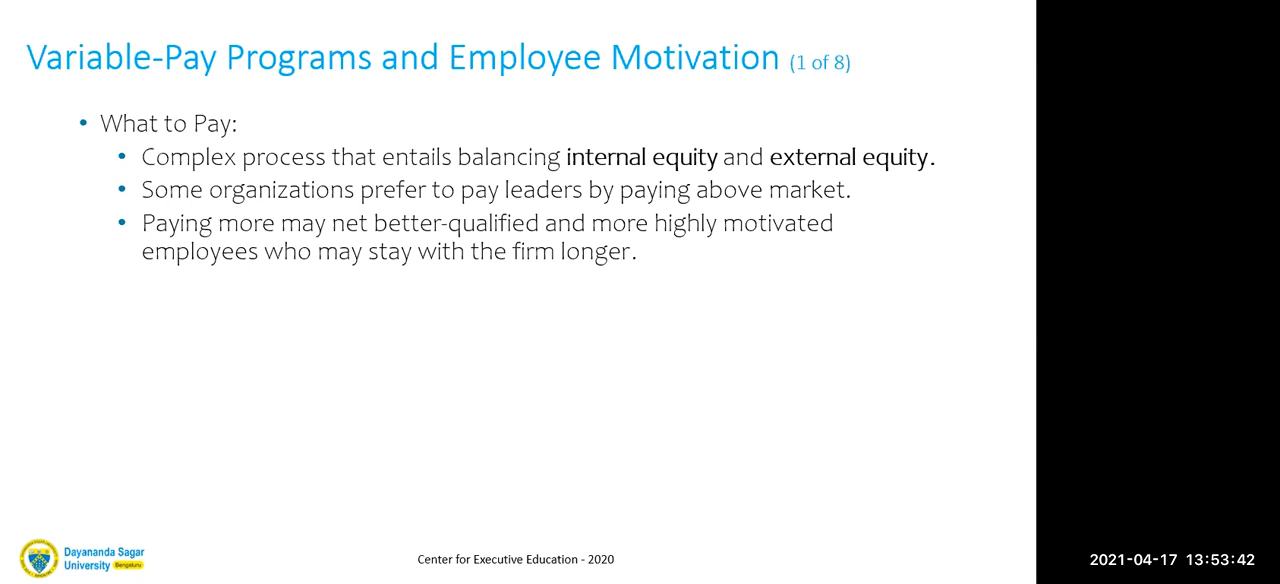 Variable-Pay Programs and Employee Motivation (1 of 8)
• What to Pay:
• Complex process that entails balancing internal equity and external equity.
• Some organizations prefer to pay leaders by paying above market.
• Paying more may net better-qualified and more highly motivated
employees who may stay with the firm longer.
Dayananda Sagar
University Bengaluru
Center for Executive Education - 2020
2021-04-17 13:53:42